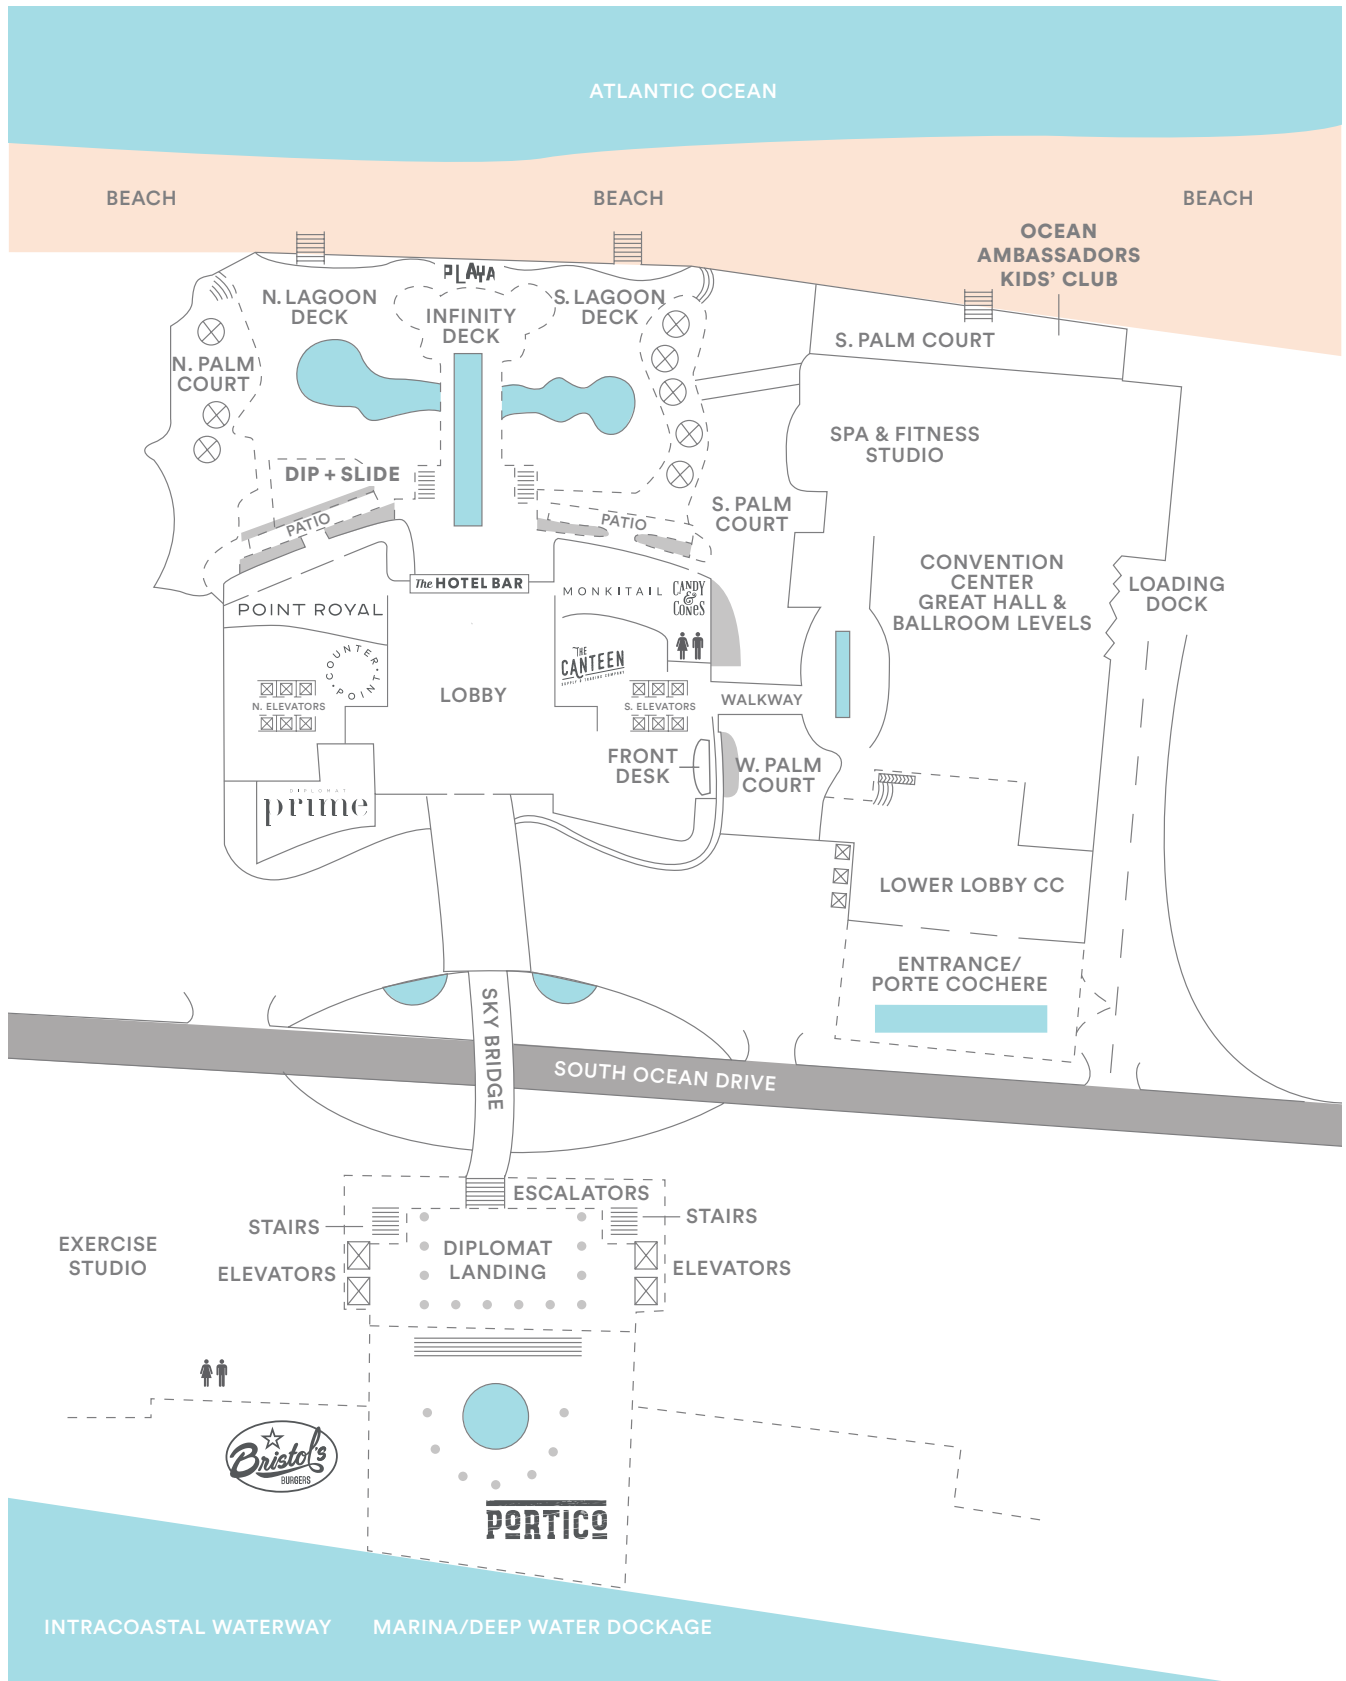 ATLANTIC OCEAN
BEACH
BEACH
BEACH
OCEAN
AMBASSADORS
KIDS' CLUB
PLAYA
N. LAGOON
DECK
INFINITY
DECK
S. LAGOON
DECK
S. PALM COURT
N. PALM
COURT
SPA & FITNESS
STUDIO
DIP + SLIDE
PATIO
PATIO
S. PALM
COURT
CONVENTION
CENTER
GREAT HALL &
BALLROOM LEVELS
LOADING
DOCK
The HOTEL BAR
MONKITAIL
CANDY
&
CONES
POINT ROYAL
COUNTER
POINT
THE
CANTEEN
SUPPLY & TRADING COMPANY
LOBBY
N. ELEVATORS
S. ELEVATORS
WALKWAY
FRONT
DESK
W. PALM
COURT
DIPLOMAT
prime
LOWER LOBBY CC
ENTRANCE/
PORTE COCHERE
SKY BRIDGE
SOUTH OCEAN DRIVE
ESCALATORS
STAIRS
STAIRS
EXERCISE
STUDIO
DIPLOMAT
LANDING
ELEVATORS
ELEVATORS
Bristol's
BURGERS
PORTICO
INTRACOASTAL WATERWAY
MARINA/DEEP WATER DOCKAGE